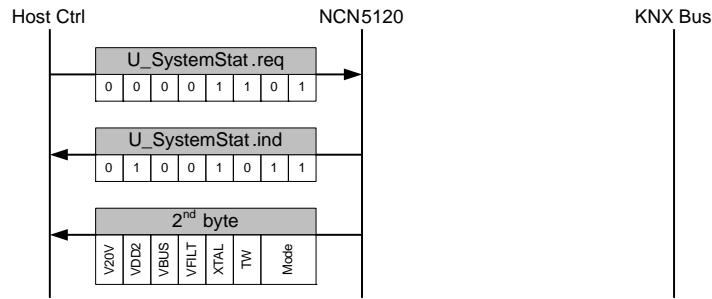 Host Ctrl NCN5120 KNX Bus
U_SystemStat.req
0 0 0 0 1 1 0 1
U_SystemStat.ind
0 1 0 0 1 0 1 1
2nd byte
V20V VDD2 VBUS VFILT XTAL TW Mode